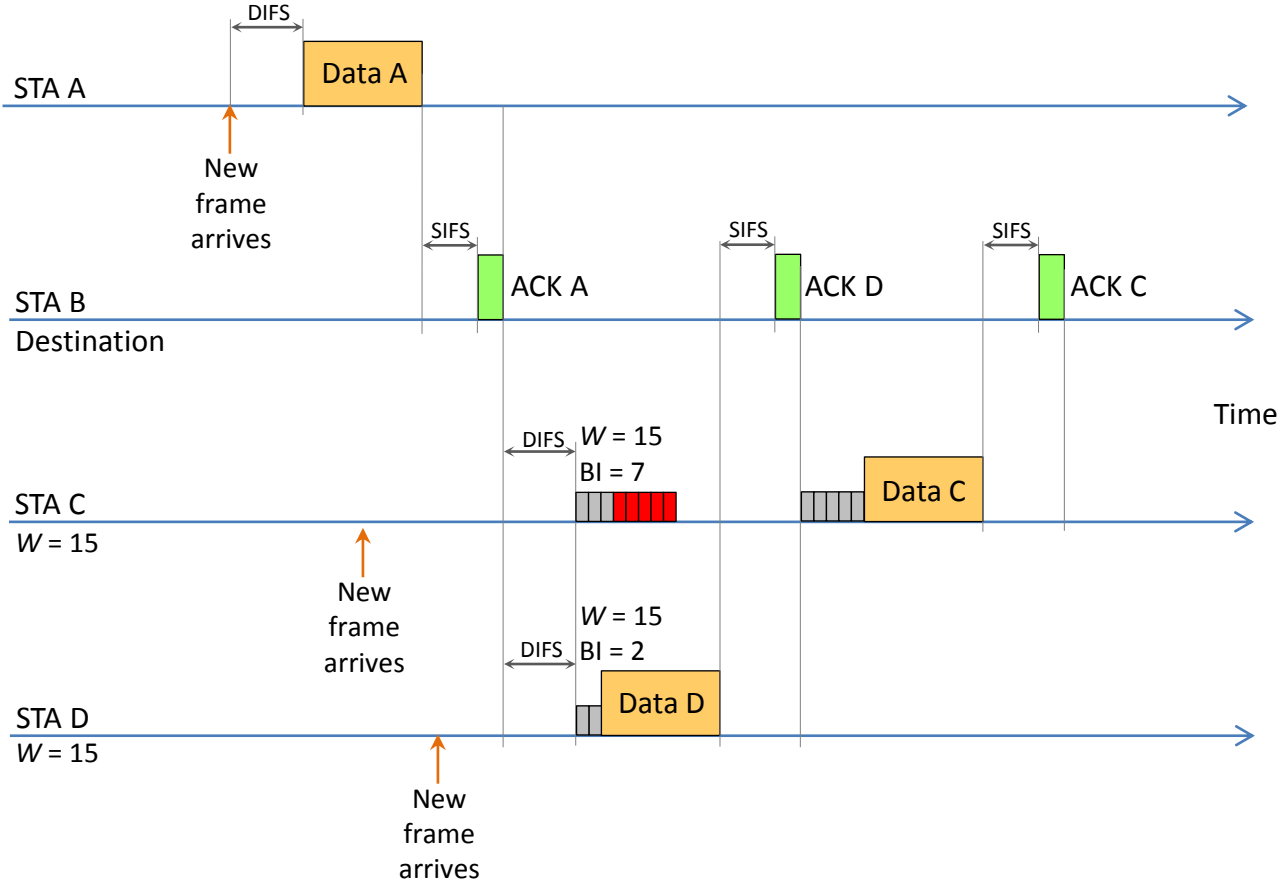 DIFS
Data A
STA A
New
frame
arrives
SIFS
SIFS
SIFS
ACK A
ACK D
ACK C
STA B
Destination
Time
DIFS
W = 15
BI = 7
Data C
STA C
W = 15
New
frame
arrives
W = 15
DIFS
BI = 2
Data D
STA D
W = 15
New
frame
arrives